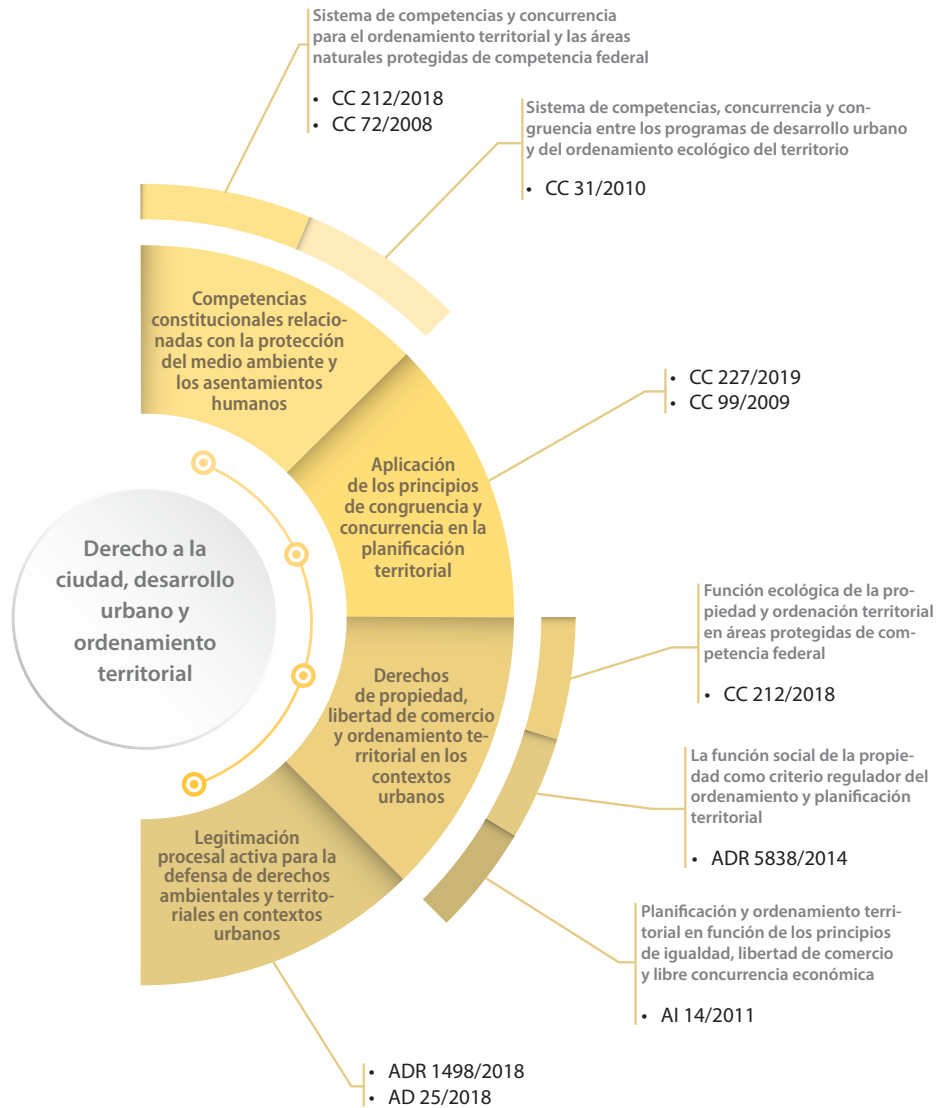 Sistema de competencias y concurrencia
para el ordenamiento territorial y las áreas
naturales protegidas de competencia federal
• CC 212/2018
• CC 72/2008
Sistema de competencias, concurrencia y con-
gruencia entre los programas de desarrollo urbano
y del ordenamiento ecológico del territorio
• CC 31/2010
Competencias
constitucionales relacio-
nadas con la protección
del medio ambiente y
los asentamientos
humanos
• CC 227/2019
• CC 99/2009
Aplicación
de los principios
de congruencia y
concurrencia en la
planificación
territorial
Derecho a la
ciudad, desarrollo
urbano y
ordenamiento
territorial
Función ecológica de la pro-
piedad y ordenación territorial
en áreas protegidas de com-
petencia federal
• CC 212/2018
Derechos
de propiedad,
libertad de comercio
y ordenamiento te-
rritorial en los
contextos
urbanos
La función social de la propie-
dad como criterio regulador del
ordenamiento y planificación
territorial
• ADR 5838/2014
Legitimación
procesal activa para la
defensa de derechos
ambientales y territo-
riales en contextos
urbanos
Planificación y ordenamiento terri-
torial en función de los principios
de igualdad, libertad de comercio
y libre concurrencia económica
• AI 14/2011
• ADR 1498/2018
• AD 25/2018